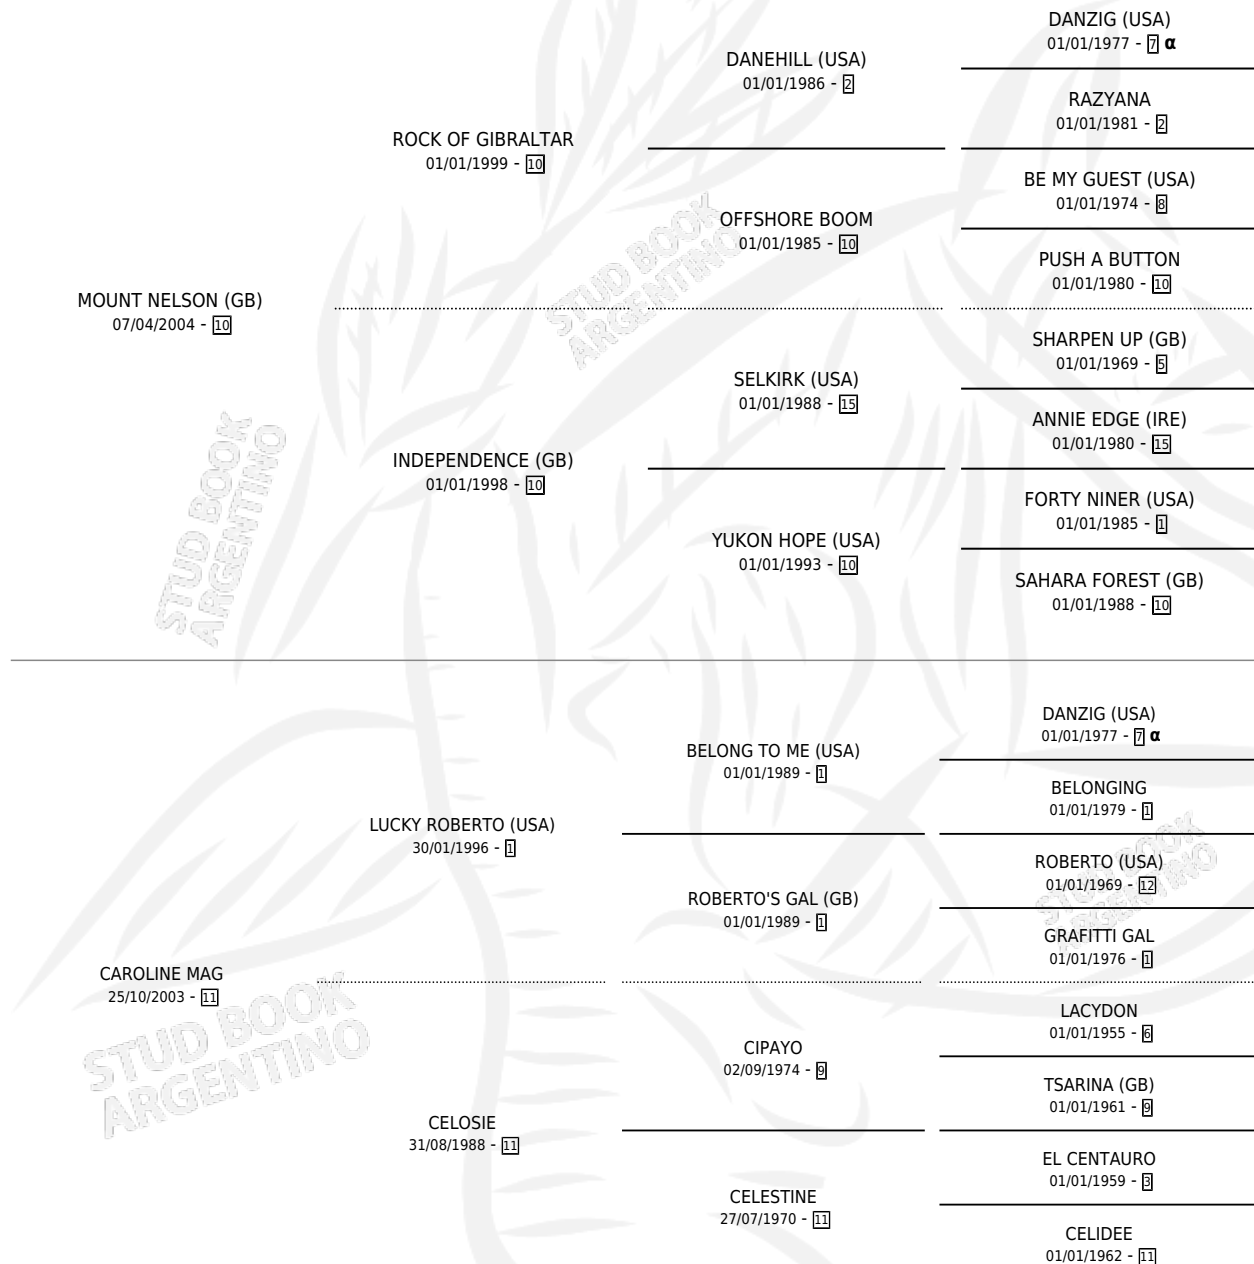 DANZIG (USA)
01/01/1977 - 7 α
DANEHILL (USA)
01/01/1986 - 2
RAZYANA
01/01/1981 - 2
ROCK OF GIBRALTAR
01/01/1999 - 10
BE MY GUEST (USA)
01/01/1974 - 8
OFFSHORE BOOM
01/01/1985 - 10
PUSH A BUTTON
01/01/1980 - 10
MOUNT NELSON (GB)
07/04/2004 - 10
SHARPEN UP (GB)
01/01/1969 - 5
SELKIRK (USA)
01/01/1988 - 15
ANNIE EDGE (IRE)
01/01/1980 - 15
INDEPENDENCE (GB)
01/01/1998 - 10
FORTY NINER (USA)
01/01/1985 - 1
YUKON HOPE (USA)
01/01/1993 - 10
SAHARA FOREST (GB)
01/01/1988 - 10
DANZIG (USA)
01/01/1977 - 7 α
BELONG TO ME (USA)
01/01/1989 - 1
BELONGING
01/01/1979 - 1
LUCKY ROBERTO (USA)
30/01/1996 - 1
ROBERTO (USA)
01/01/1969 - 12
ROBERTO'S GAL (GB)
01/01/1989 - 1
GRAFITTI GAL
01/01/1976 - 1
CAROLINE MAG
25/10/2003 - 11
LACYDON
01/01/1955 - 6
CIPAYO
02/09/1974 - 9
TSARINA (GB)
01/01/1961 - 9
CELOSIE
31/08/1988 - 11
EL CENTAURO
01/01/1959 - 3
CELESTINE
27/07/1970 - 11
CELIDEE
01/01/1962 - 11
STUD BOOK
ARGENTINO
STUD BOOK
ARGENTINO
STUD BOOK
ARGENTINO
STUD BOOK
ARGENTINO